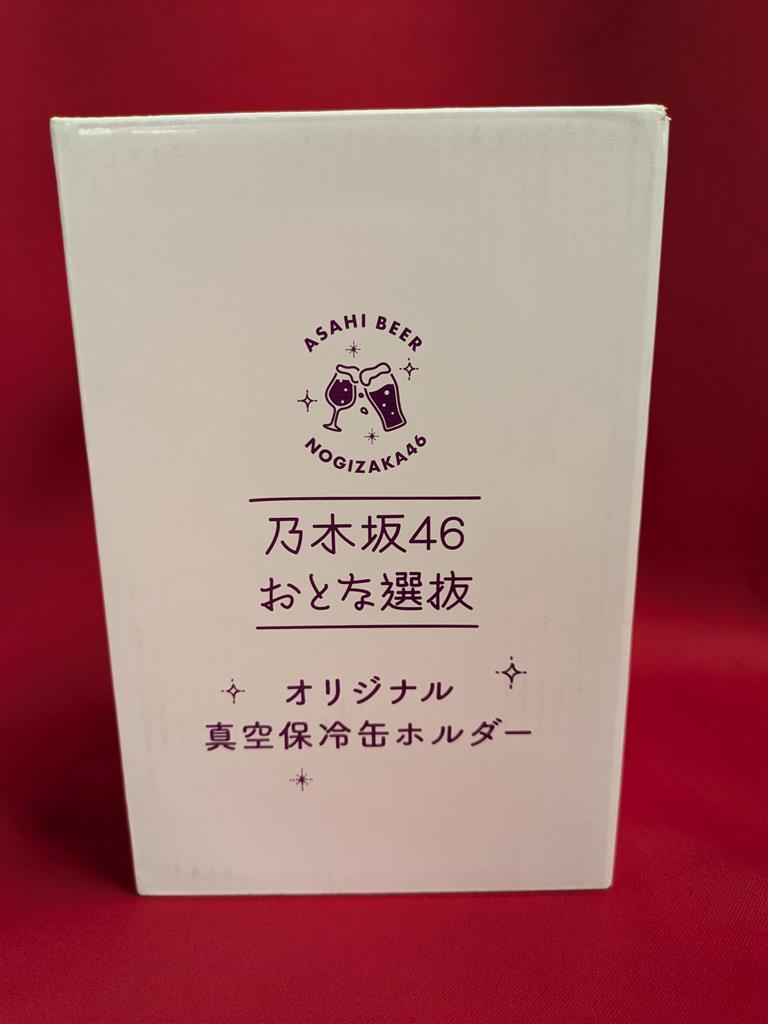 ASAHI BEER
NOGIZAKA46
乃木坂46
おとな選抜
オリジナル
真空保冷缶ホルダー